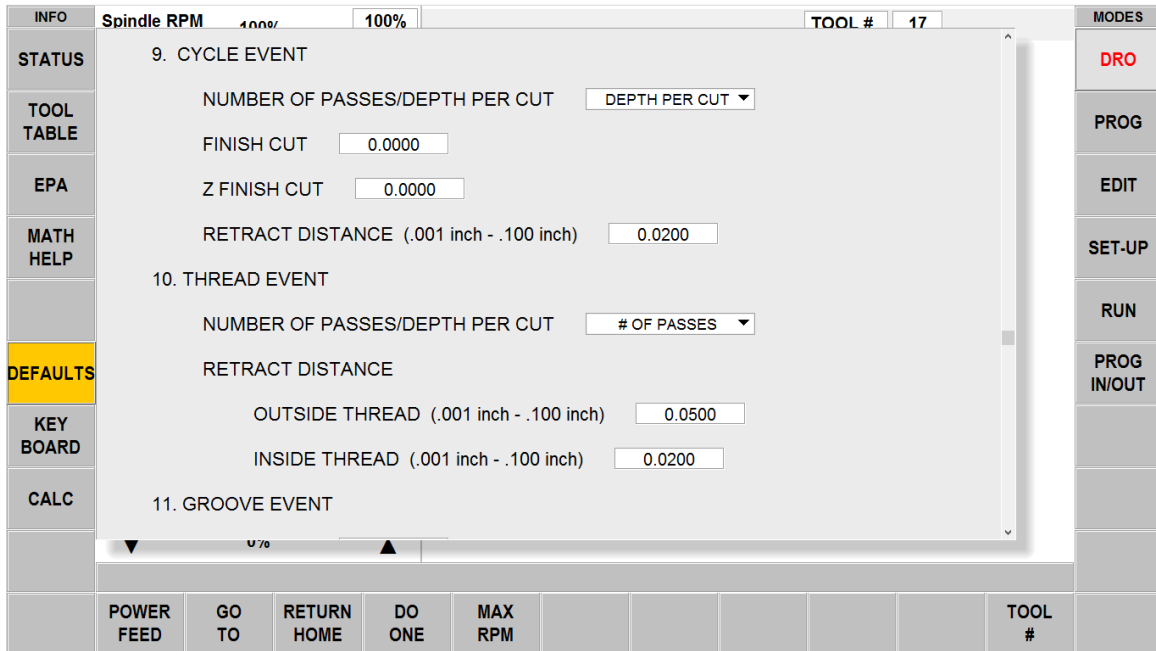 INFO
Spindle RPM 100% 100% TOOL # 17
MODES
STATUS
TOOL
TABLE
EPA
MATH
HELP
DEFAULTS
KEY
BOARD
CALC
9. CYCLE EVENT
NUMBER OF PASSES/DEPTH PER CUT DEPTH PER CUT
FINISH CUT 0.0000
Z FINISH CUT 0.0000
RETRACT DISTANCE (.001 inch - .100 inch) 0.0200
10. THREAD EVENT
NUMBER OF PASSES/DEPTH PER CUT # OF PASSES
RETRACT DISTANCE
OUTSIDE THREAD (.001 inch - .100 inch) 0.0500
INSIDE THREAD (.001 inch - .100 inch) 0.0200
11. GROOVE EVENT
0%
DRO
PROG
EDIT
SET-UP
RUN
PROG
IN/OUT
POWER
FEED
GO
TO
RETURN
HOME
DO
ONE
MAX
RPM
TOOL
#